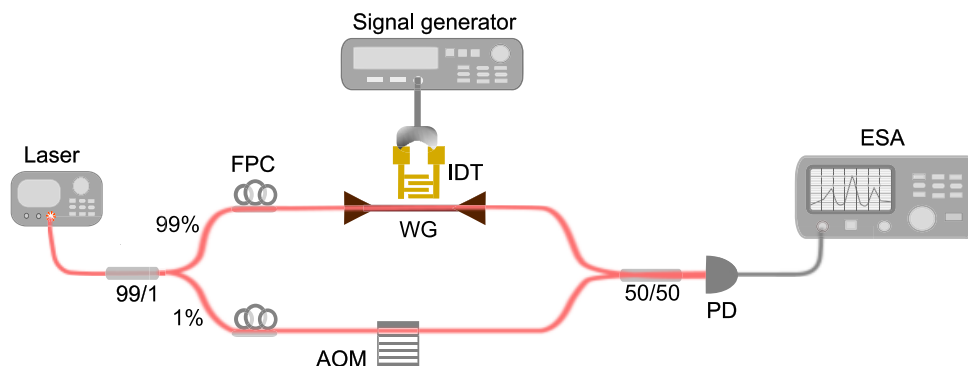 Signal generator
Laser
FPC
IDT
ESA
99%
WG
99/1
50/50
PD
1%
AOM